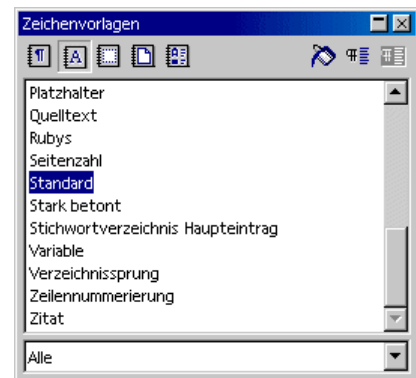 Zeichenvorlagen
Platzhalter
Quelltext
Rubys
Seitenzahl
Standard
Stark betont
Stichwortverzeichnis Haupteintrag
Variable
Verzeichnissprung
Zeilennummerierung
Zitat
Alle